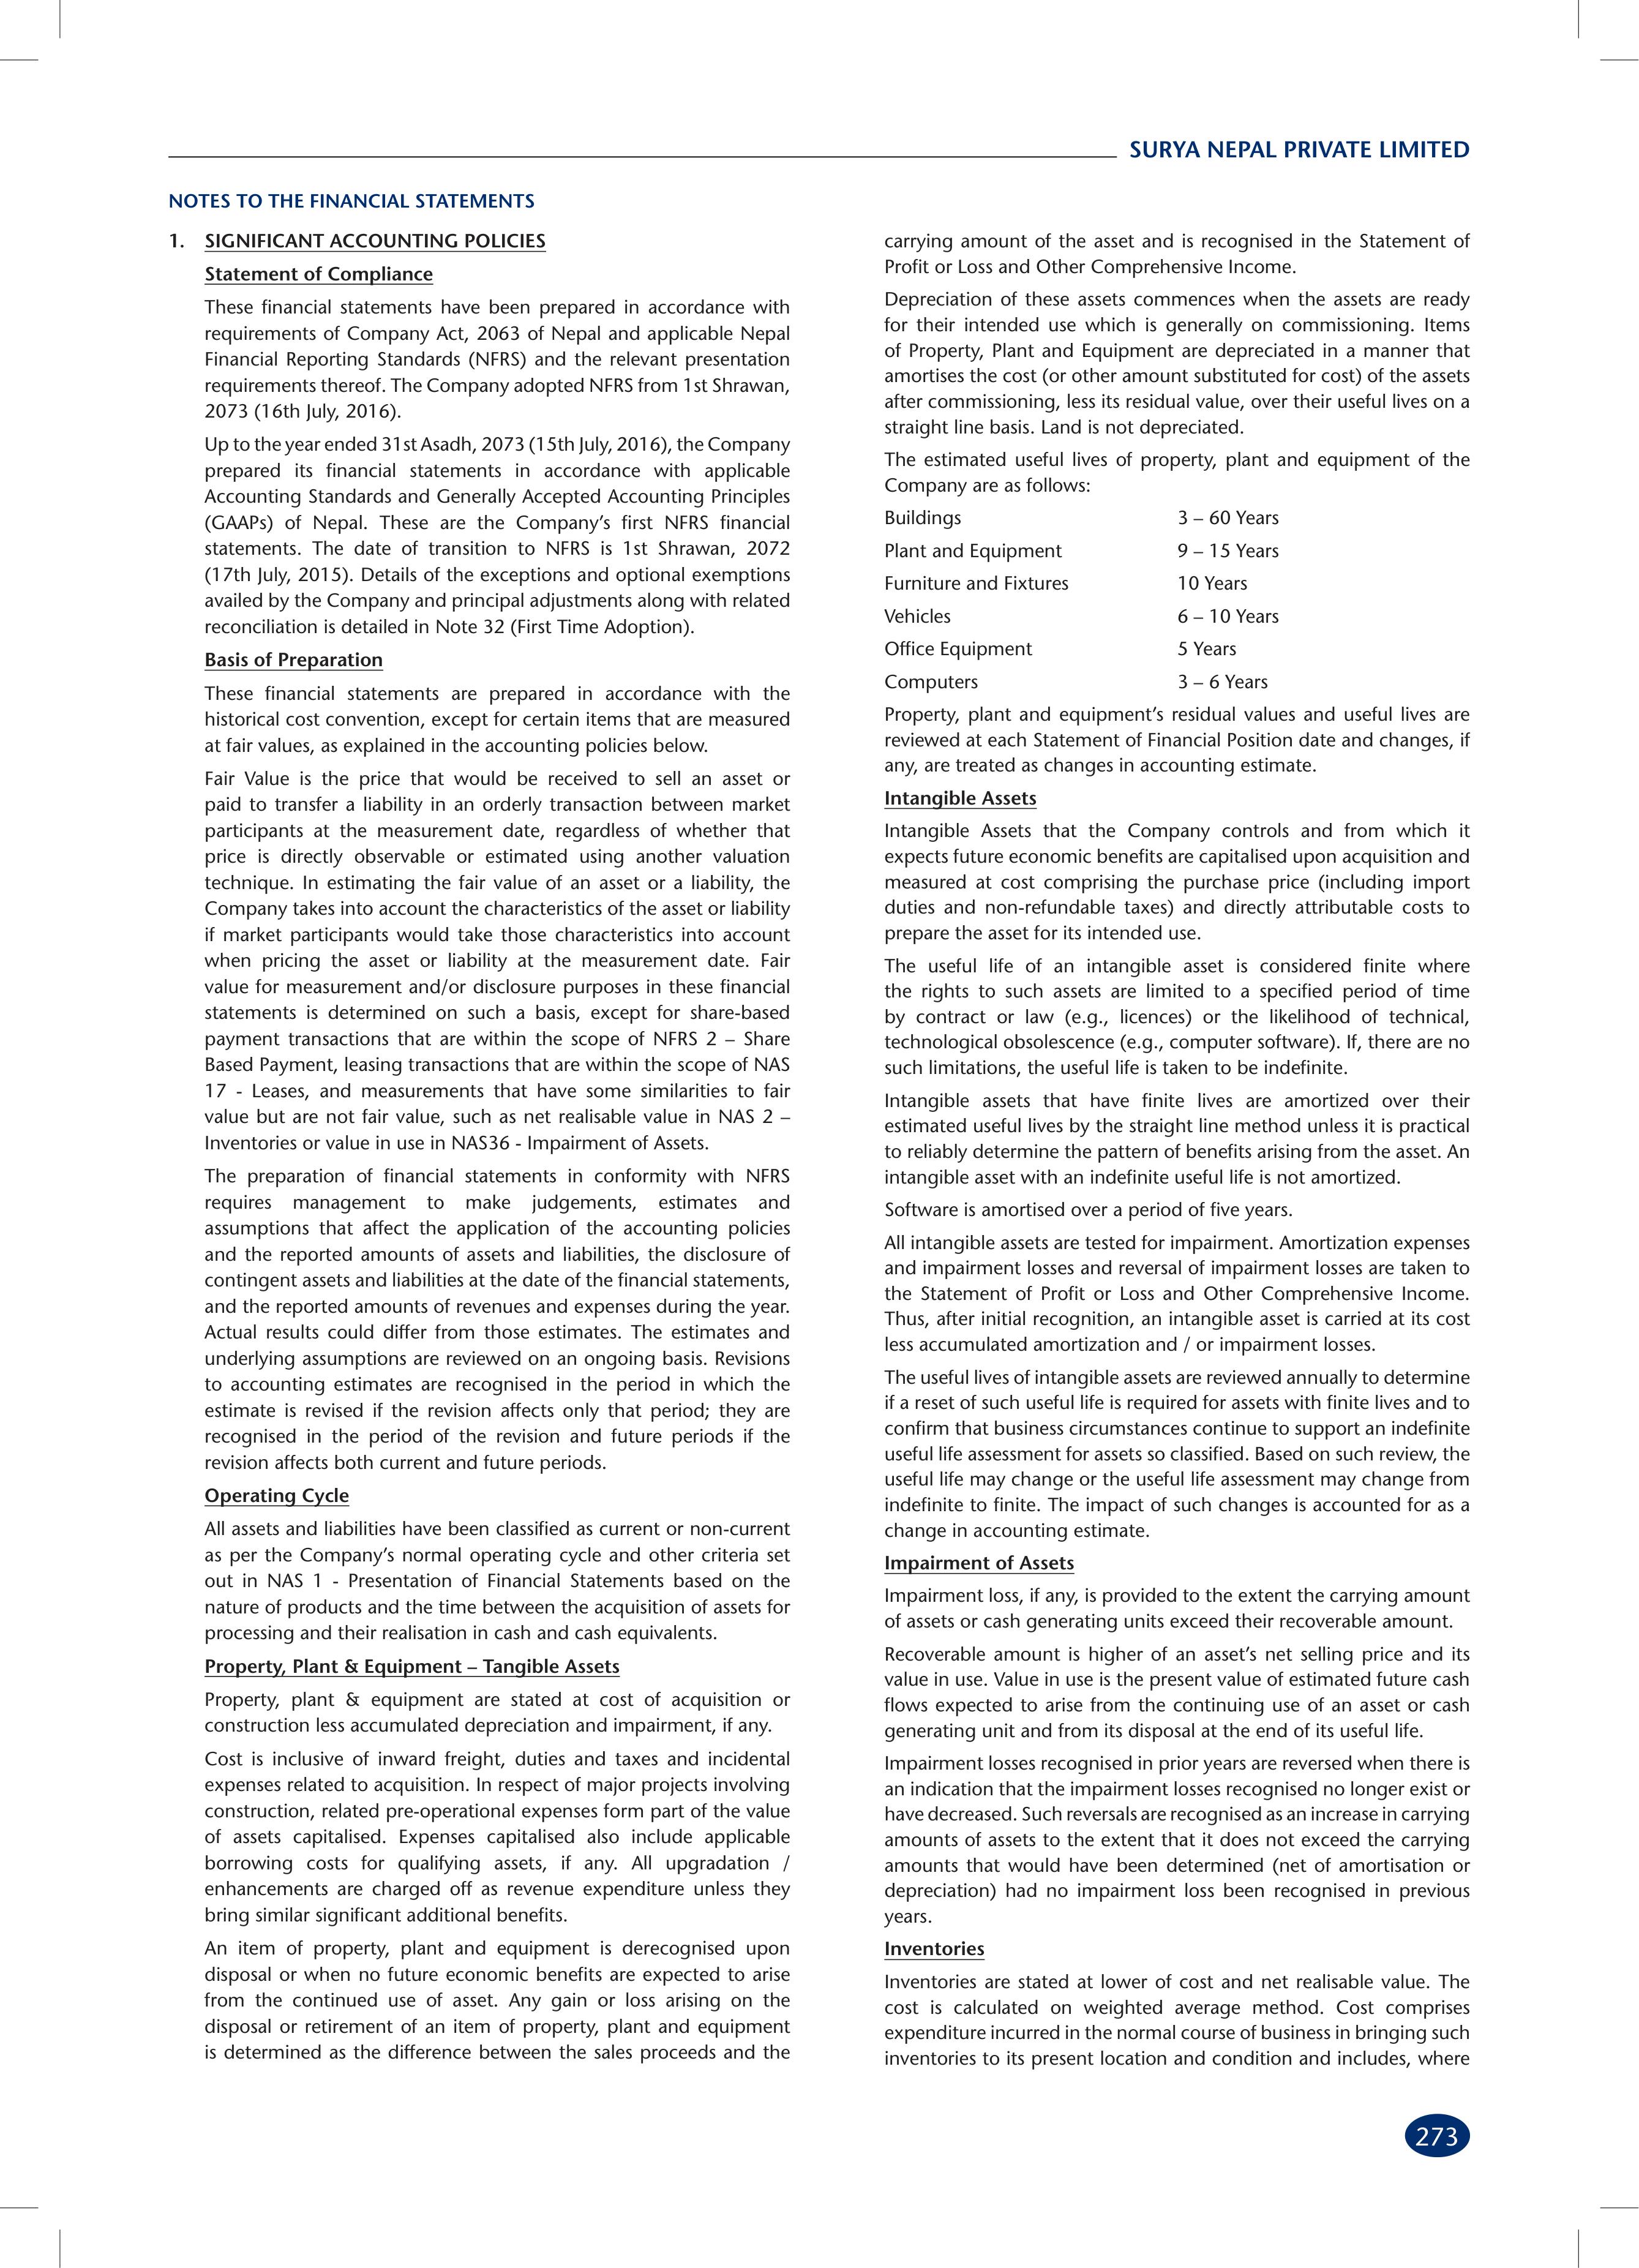 SURYA NEPAL PRIVATE LIMITED
NOTES TO THE FINANCIAL STATEMENTS
1. SIGNIFICANT ACCOUNTING POLICIES
Statement of Compliance
These financial statements have been prepared in accordance with
requirements of Company Act, 2063 of Nepal and applicable Nepal
Financial Reporting Standards (NFRS) and the relevant presentation
requirements thereof. The Company adopted NFRS from 1st Shrawan,
2073 (16th July, 2016).
Up to the year ended 31st Asadh, 2073 (15th July, 2016), the Company
prepared its financial statements in accordance with applicable
Accounting Standards and Generally Accepted Accounting Principles
(GAAPs) of Nepal. These are the Company’s first NFRS financial
statements. The date of transition to NFRS is 1st Shrawan, 2072
(17th July, 2015). Details of the exceptions and optional exemptions
availed by the Company and principal adjustments along with related
reconciliation is detailed in Note 32 (First Time Adoption).
Basis of Preparation
These financial statements are prepared in accordance with the
historical cost convention, except for certain items that are measured
at fair values, as explained in the accounting policies below.
Fair Value is the price that would be received to sell an asset or
paid to transfer a liability in an orderly transaction between market
participants at the measurement date, regardless of whether that
price is directly observable or estimated using another valuation
technique. In estimating the fair value of an asset or a liability, the
Company takes into account the characteristics of the asset or liability
if market participants would take those characteristics into account
when pricing the asset or liability at the measurement date. Fair
value for measurement and/or disclosure purposes in these financial
statements is determined on such a basis, except for share-based
payment transactions that are within the scope of NFRS 2 – Share
Based Payment, leasing transactions that are within the scope of NAS
17 - Leases, and measurements that have some similarities to fair
value but are not fair value, such as net realisable value in NAS 2 –
Inventories or value in use in NAS36 - Impairment of Assets.
The preparation of financial statements in conformity with NFRS
requires management to make judgements, estimates and
assumptions that affect the application of the accounting policies
and the reported amounts of assets and liabilities, the disclosure of
contingent assets and liabilities at the date of the financial statements,
and the reported amounts of revenues and expenses during the year.
Actual results could differ from those estimates. The estimates and
underlying assumptions are reviewed on an ongoing basis. Revisions
to accounting estimates are recognised in the period in which the
estimate is revised if the revision affects only that period; they are
recognised in the period of the revision and future periods if the
revision affects both current and future periods.
Operating Cycle
All assets and liabilities have been classified as current or non-current
as per the Company’s normal operating cycle and other criteria set
out in NAS 1 - Presentation of Financial Statements based on the
nature of products and the time between the acquisition of assets for
processing and their realisation in cash and cash equivalents.
Property, Plant & Equipment – Tangible Assets
Property, plant & equipment are stated at cost of acquisition or
construction less accumulated depreciation and impairment, if any.
Cost is inclusive of inward freight, duties and taxes and incidental
expenses related to acquisition. In respect of major projects involving
construction, related pre-operational expenses form part of the value
of assets capitalised. Expenses capitalised also include applicable
borrowing costs for qualifying assets, if any. All upgradation /
enhancements are charged off as revenue expenditure unless they
bring similar significant additional benefits.
An item of property, plant and equipment is derecognised upon
disposal or when no future economic benefits are expected to arise
from the continued use of asset. Any gain or loss arising on the
disposal or retirement of an item of property, plant and equipment
is determined as the difference between the sales proceeds and the
carrying amount of the asset and is recognised in the Statement of
Profit or Loss and Other Comprehensive Income.
Depreciation of these assets commences when the assets are ready
for their intended use which is generally on commissioning. Items
of Property, Plant and Equipment are depreciated in a manner that
amortises the cost (or other amount substituted for cost) of the assets
after commissioning, less its residual value, over their useful lives on a
straight line basis. Land is not depreciated.
The estimated useful lives of property, plant and equipment of the
Company are as follows:
Buildings 3 – 60 Years
Plant and Equipment 9 – 15 Years
Furniture and Fixtures 10 Years
Vehicles 6 – 10 Years
Office Equipment 5 Years
Computers 3 – 6 Years
Property, plant and equipment’s residual values and useful lives are
reviewed at each Statement of Financial Position date and changes, if
any, are treated as changes in accounting estimate.
Intangible Assets
Intangible Assets that the Company controls and from which it
expects future economic benefits are capitalised upon acquisition and
measured at cost comprising the purchase price (including import
duties and non-refundable taxes) and directly attributable costs to
prepare the asset for its intended use.
The useful life of an intangible asset is considered finite where
the rights to such assets are limited to a specified period of time
by contract or law (e.g., licences) or the likelihood of technical,
technological obsolescence (e.g., computer software). If, there are no
such limitations, the useful life is taken to be indefinite.
Intangible assets that have finite lives are amortized over their
estimated useful lives by the straight line method unless it is practical
to reliably determine the pattern of benefits arising from the asset. An
intangible asset with an indefinite useful life is not amortized.
Software is amortised over a period of five years.
All intangible assets are tested for impairment. Amortization expenses
and impairment losses and reversal of impairment losses are taken to
the Statement of Profit or Loss and Other Comprehensive Income.
Thus, after initial recognition, an intangible asset is carried at its cost
less accumulated amortization and / or impairment losses.
The useful lives of intangible assets are reviewed annually to determine
if a reset of such useful life is required for assets with finite lives and to
confirm that business circumstances continue to support an indefinite
useful life assessment for assets so classified. Based on such review, the
useful life may change or the useful life assessment may change from
indefinite to finite. The impact of such changes is accounted for as a
change in accounting estimate.
Impairment of Assets
Impairment loss, if any, is provided to the extent the carrying amount
of assets or cash generating units exceed their recoverable amount.
Recoverable amount is higher of an asset’s net selling price and its
value in use. Value in use is the present value of estimated future cash
flows expected to arise from the continuing use of an asset or cash
generating unit and from its disposal at the end of its useful life.
Impairment losses recognised in prior years are reversed when there is
an indication that the impairment losses recognised no longer exist or
have decreased. Such reversals are recognised as an increase in carrying
amounts of assets to the extent that it does not exceed the carrying
amounts that would have been determined (net of amortisation or
depreciation) had no impairment loss been recognised in previous
years.
Inventories
Inventories are stated at lower of cost and net realisable value. The
cost is calculated on weighted average method. Cost comprises
expenditure incurred in the normal course of business in bringing such
inventories to its present location and condition and includes, where
273